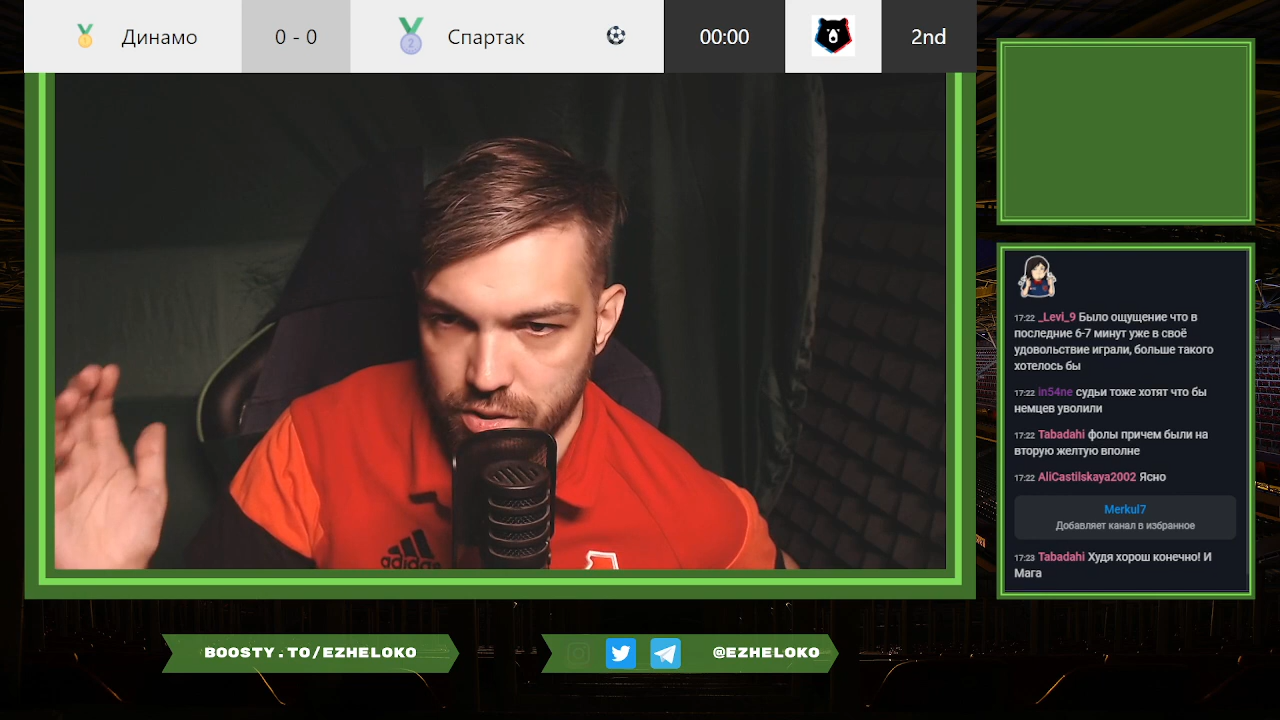 Динамо
0 - 0
2
Спартак
00:00
2nd
17:22 _Levi_9 Было ощущение что в
последние 6-7 минут уже в своё
удовольствие играли, больше такого
хотелось бы
17:22 in54ne судьи тоже хотят что бы
немцев уволили
17:22 Tabadahi фолы причем были на
вторую желтую вполне
17:22 AliCastilskaya2002 Ясно
Merkul7
Добавляет канал в избранное
17:23 Tabadahi Худя хорош конечно! И
Мага
adidas
BOOSTY.TO/EZHELOKO
@EZHELOKO